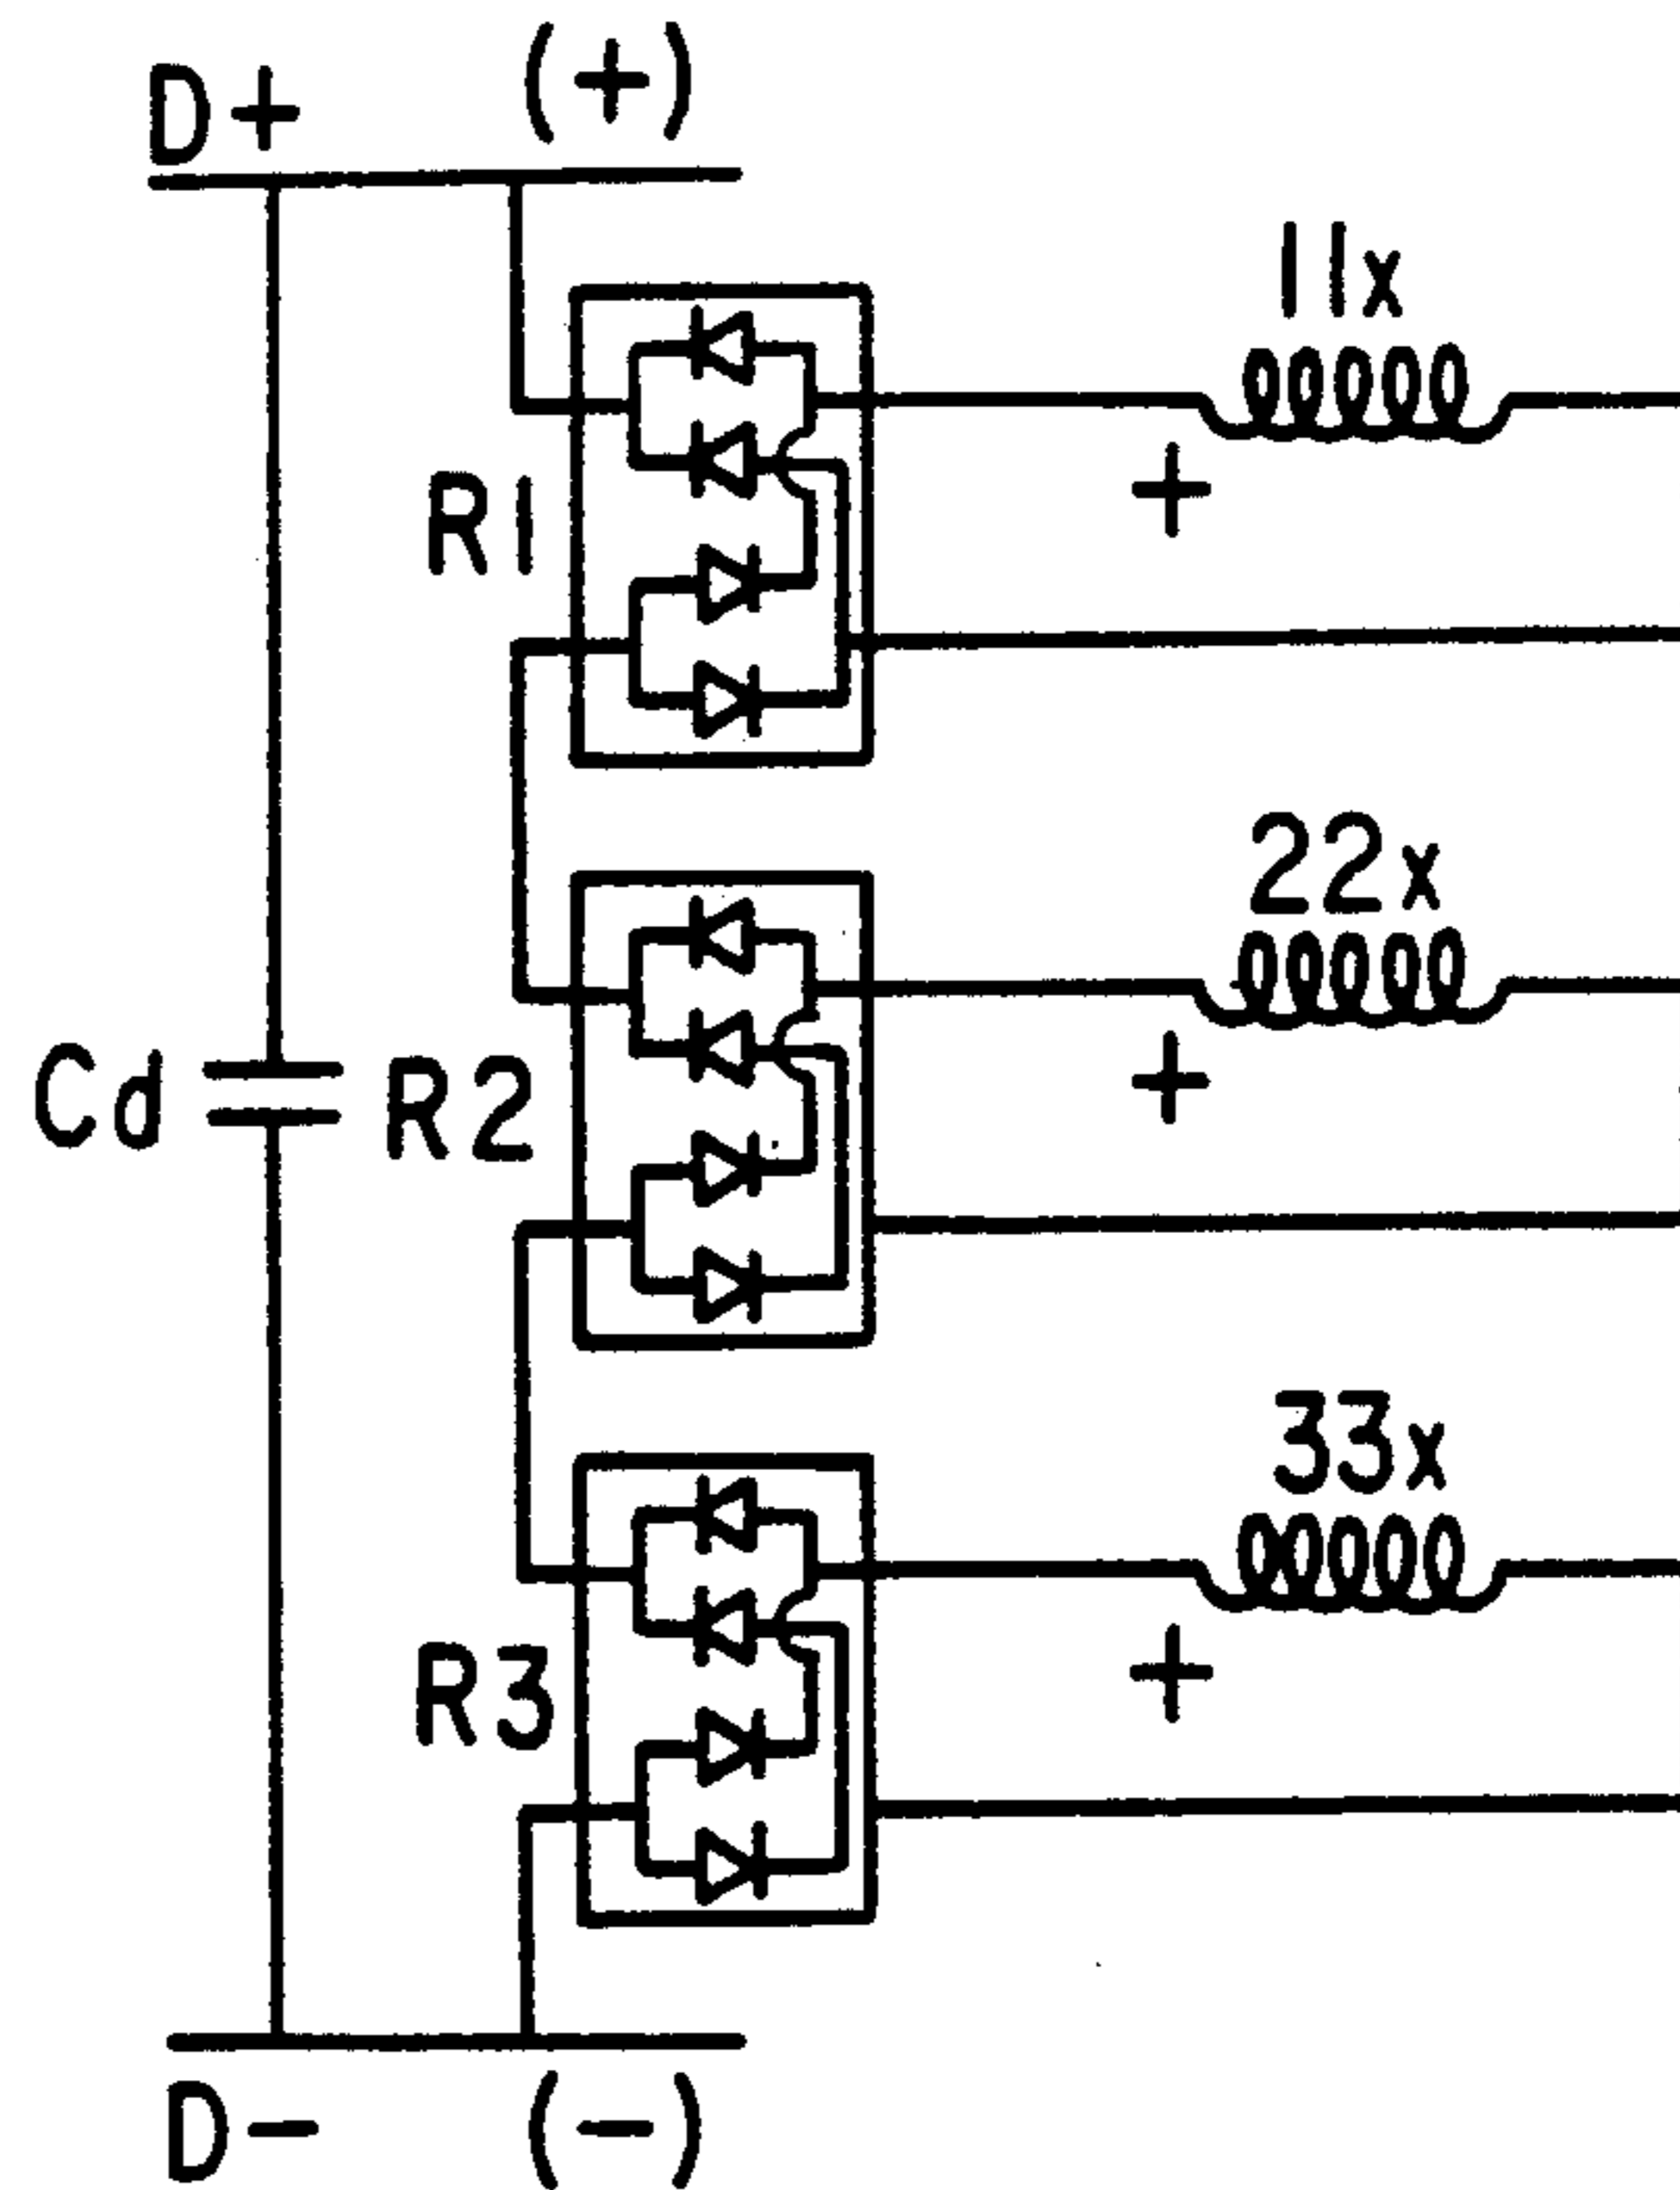 D+ (+)
11x
+
R1
22x
+
Cd R2
33x
+
R3
D- (-)